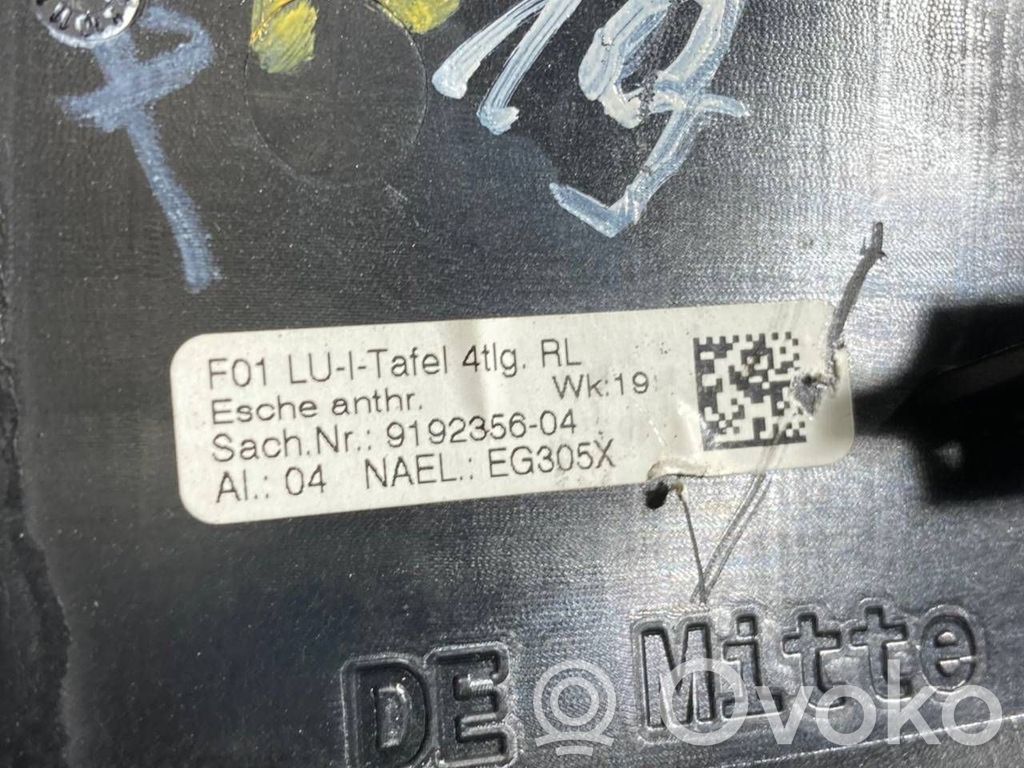 F01 LU-I-Tafel 4tlg. RL
Esche anthr. Wk:19
Sach.Nr.: 9192356-04
AI.: 04 NAEL.: EG305X
DE Mitte
Ovoko